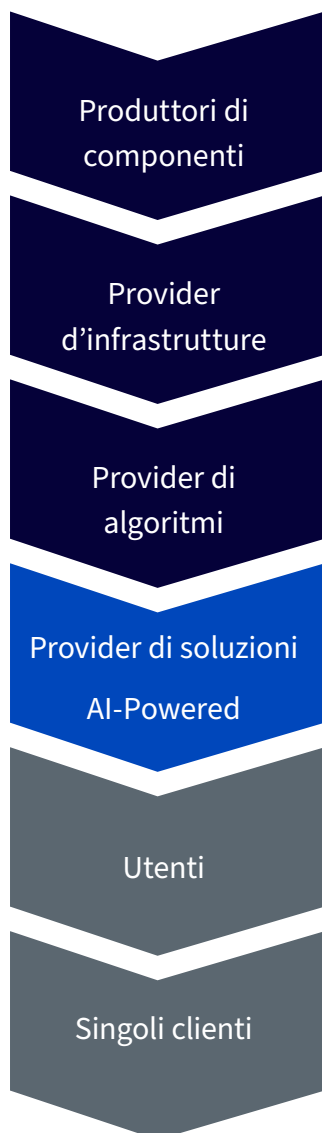 Produttori di
componenti
Provider
d’infrastrutture
Provider di
algoritmi
Provider di soluzioni
AI-Powered
Utenti
Singoli clienti